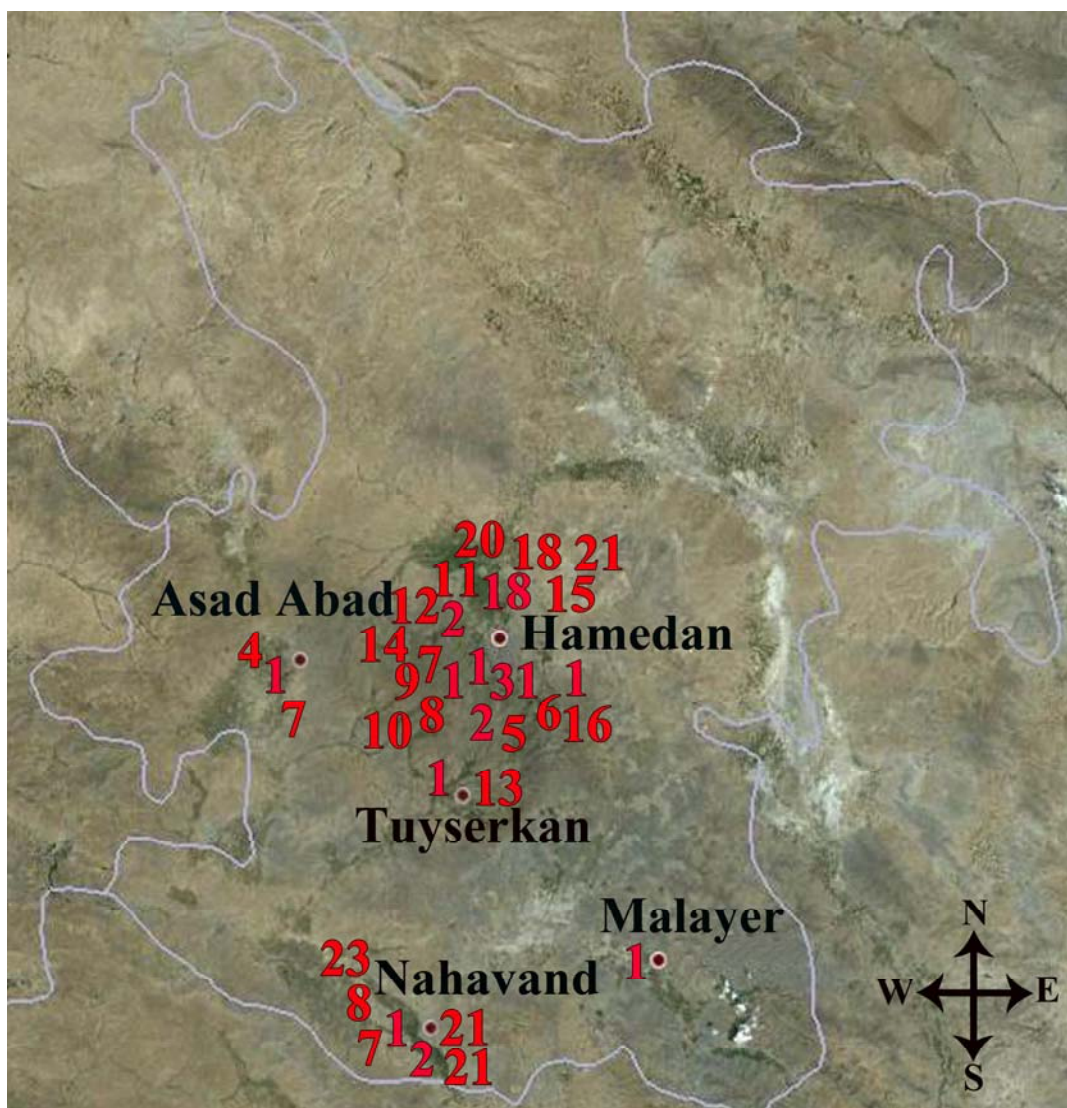 20 18 21
11 18 15
Asad Abad 12 2
Hamedan
14 7 1
4 1 9 1 3 1 1
7 10 8 2 5 6 16
1 13
Tuyserkan
Malayer
1
23 Nahavand
8
7 1 21
2 21
N
W E
S